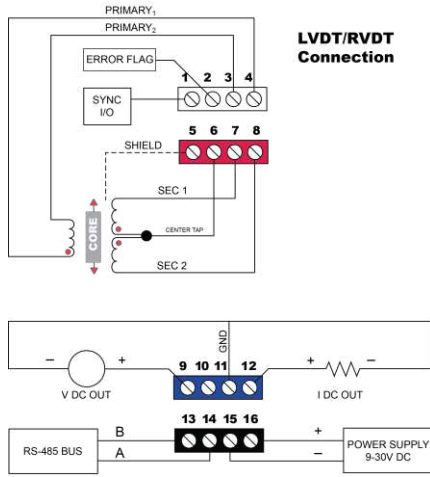 PRIMARY₁
PRIMARY₂
LVDT/RVDT
Connection
ERROR FLAG
1 2 3 4
SYNC
I/O
5 6 7 8
SHIELD
SEC 1
CORE
CENTER TAP
SEC 2
GND
– + 9 10 11 12 + –
V DC OUT
I DC OUT
13 14 15 16
B
A
RS-485 BUS
+
–
POWER SUPPLY
9-30V DC